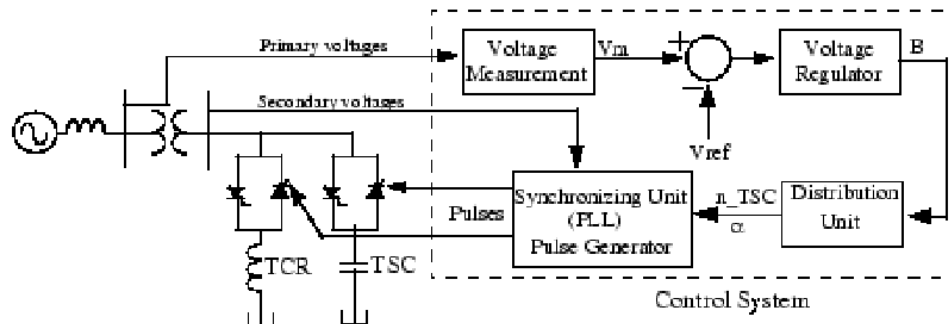 Primary voltages
Voltage
Measurement
Vm
+
Voltage
Regulator
B
Secondary voltages
−
Vref
Synchronizing Unit
(PLL)
Pulse Generator
n_TSC
α
Distribution
Unit
Pulses
TCR
TSC
Control System